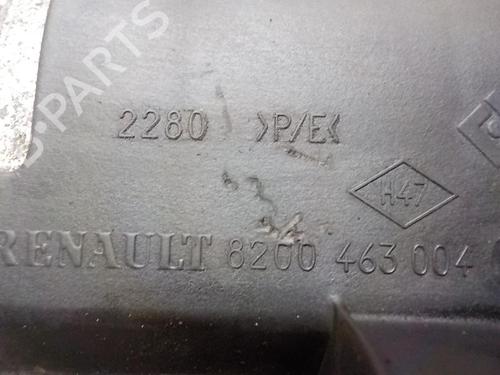 B-PARTS
2280 >P/E<
H47
RENAULT 8200 463 004